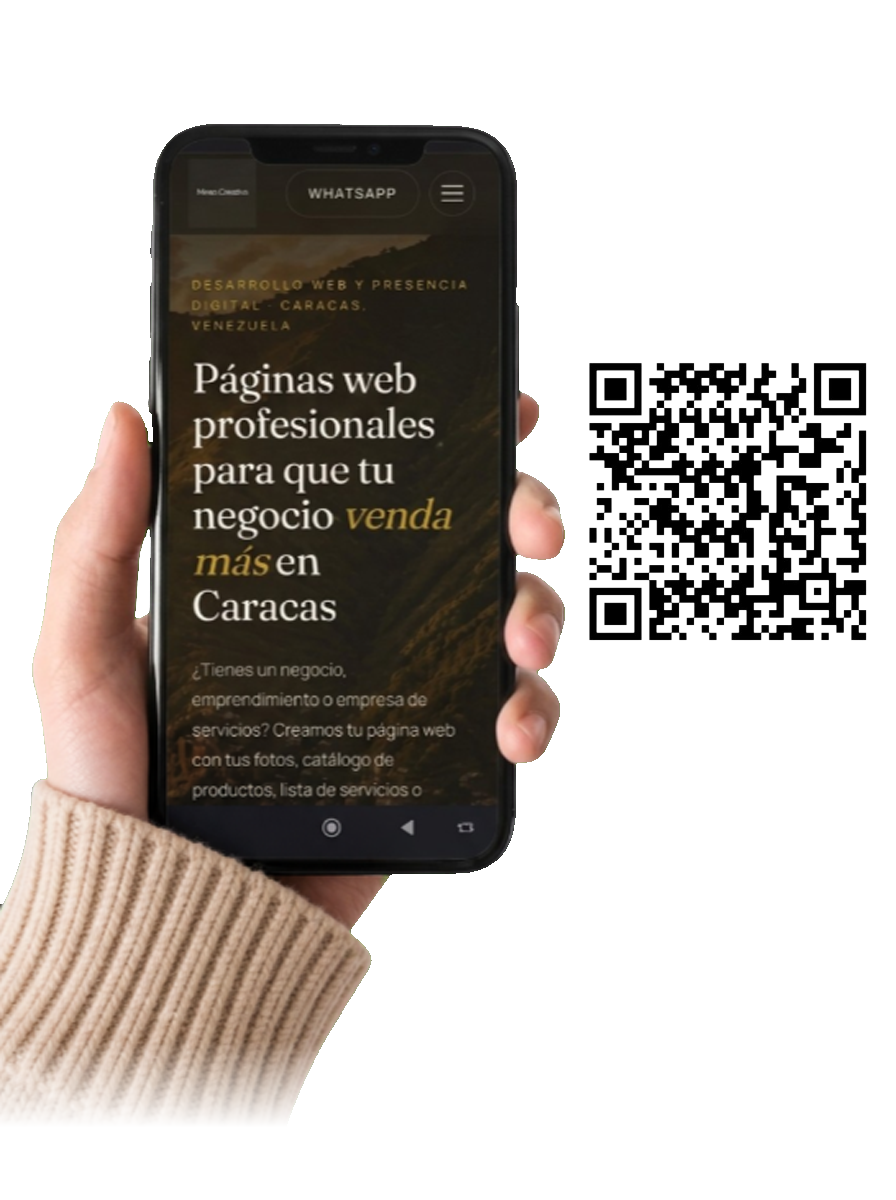 WHATSAPP
DESARROLLO WEB Y PRESENCIA
DIGITAL · CARACAS,
VENEZUELA
Páginas web
profesionales
para que tu
negocio venda
más en
Caracas
¿Tienes un negocio,
emprendimiento o empresa de
servicios? Creamos tu página web
con tus fotos, catálogo de
productos, lista de servicios o